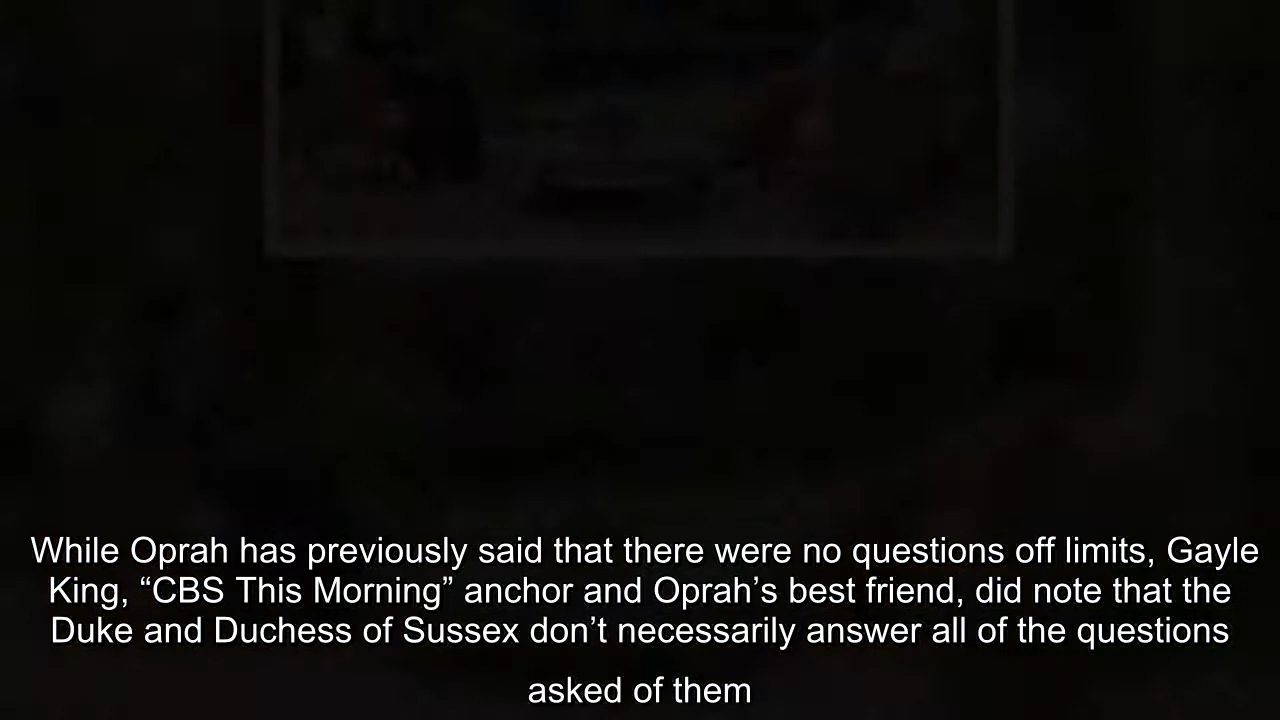 While Oprah has previously said that there were no questions off limits, Gayle
King, “CBS This Morning” anchor and Oprah’s best friend, did note that the
Duke and Duchess of Sussex don’t necessarily answer all of the questions
asked of them